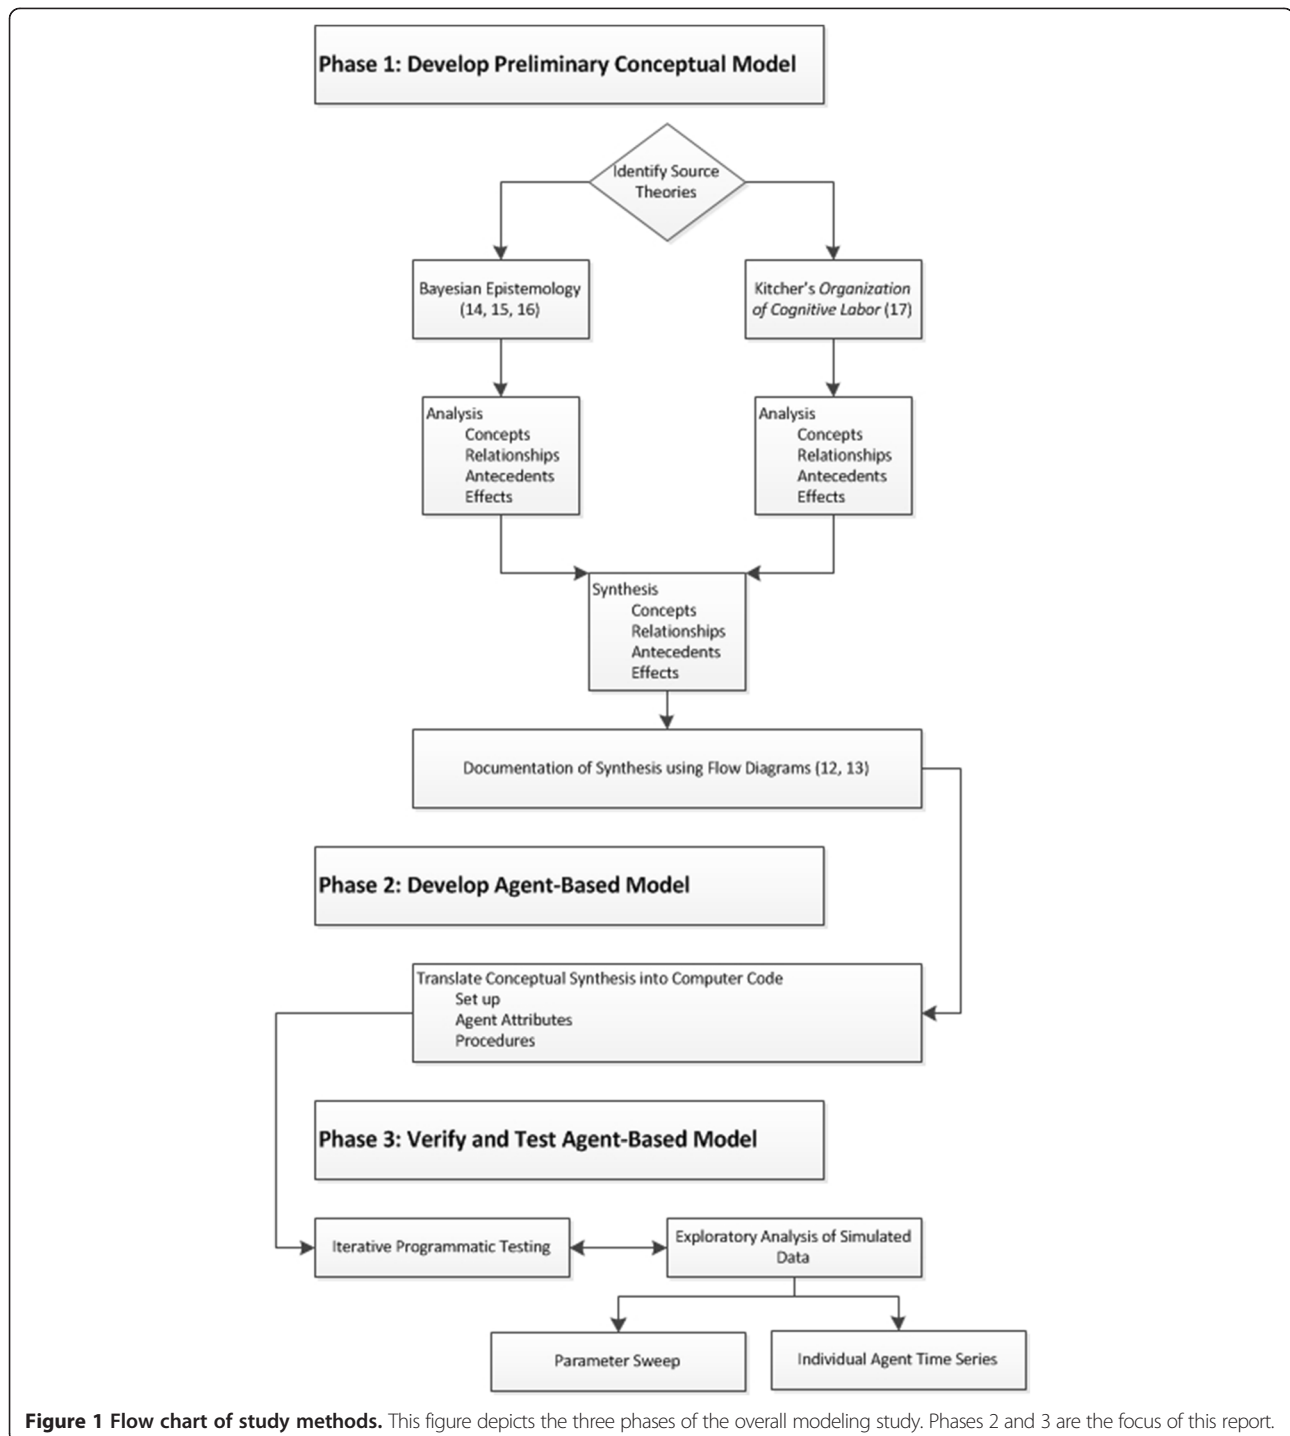 Phase 1: Develop Preliminary Conceptual Model
Identify Source
Theories
Bayesian Epistemology
(14, 15, 16)
Kitcher's Organization
of Cognitive Labor (17)
Analysis
Concepts
Relationships
Antecedents
Effects
Analysis
Concepts
Relationships
Antecedents
Effects
Synthesis
Concepts
Relationships
Antecedents
Effects
Documentation of Synthesis using Flow Diagrams (12, 13)
Phase 2: Develop Agent-Based Model
Translate Conceptual Synthesis into Computer Code
Set up
Agent Attributes
Procedures
Phase 3: Verify and Test Agent-Based Model
Iterative Programmatic Testing
Exploratory Analysis of Simulated
Data
Parameter Sweep
Individual Agent Time Series
Figure 1 Flow chart of study methods. This figure depicts the three phases of the overall modeling study. Phases 2 and 3 are the focus of this report.